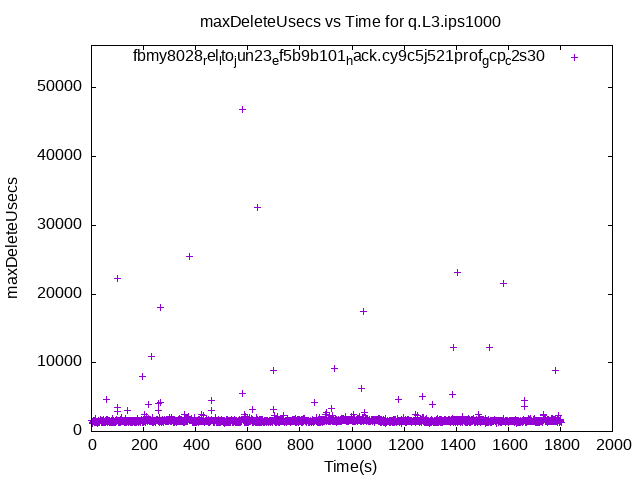 maxDeleteUsecs vs Time for q.L3.ips1000
fbmy8028relltojun23ef5b9b101hack.cy9c5j521profgcpc2s30
50000
40000
30000
20000
10000
0
maxDeleteUsecs
0 200 400 600 800 1000 1200 1400 1600 1800 2000
Time(s)